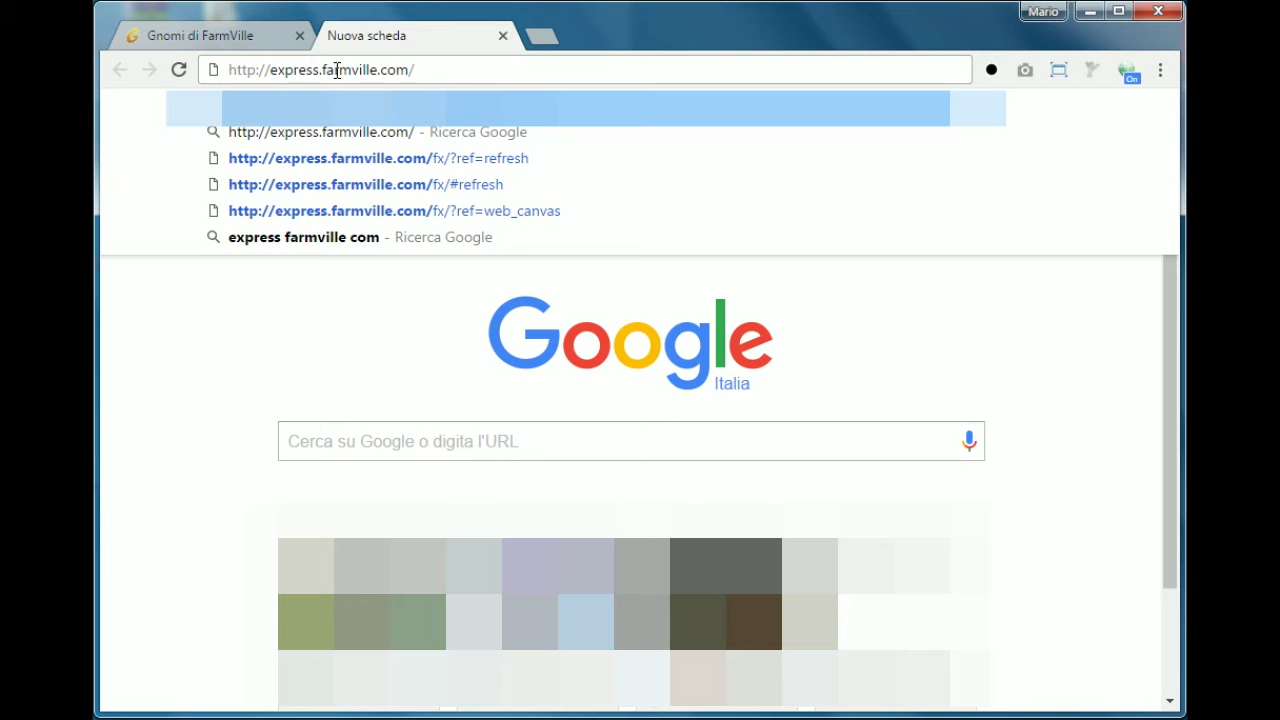 Mario
Gnomi di FarmVille
Nuova scheda
http://express.farmville.com/
On
http://express.farmville.com/ - Ricerca Google
http://express.farmville.com/fx/?ref=refresh
http://express.farmville.com/fx/#refresh
http://express.farmville.com/fx/?ref=web_canvas
express farmville com - Ricerca Google
Google
Italia
Cerca su Google o digita l'URL